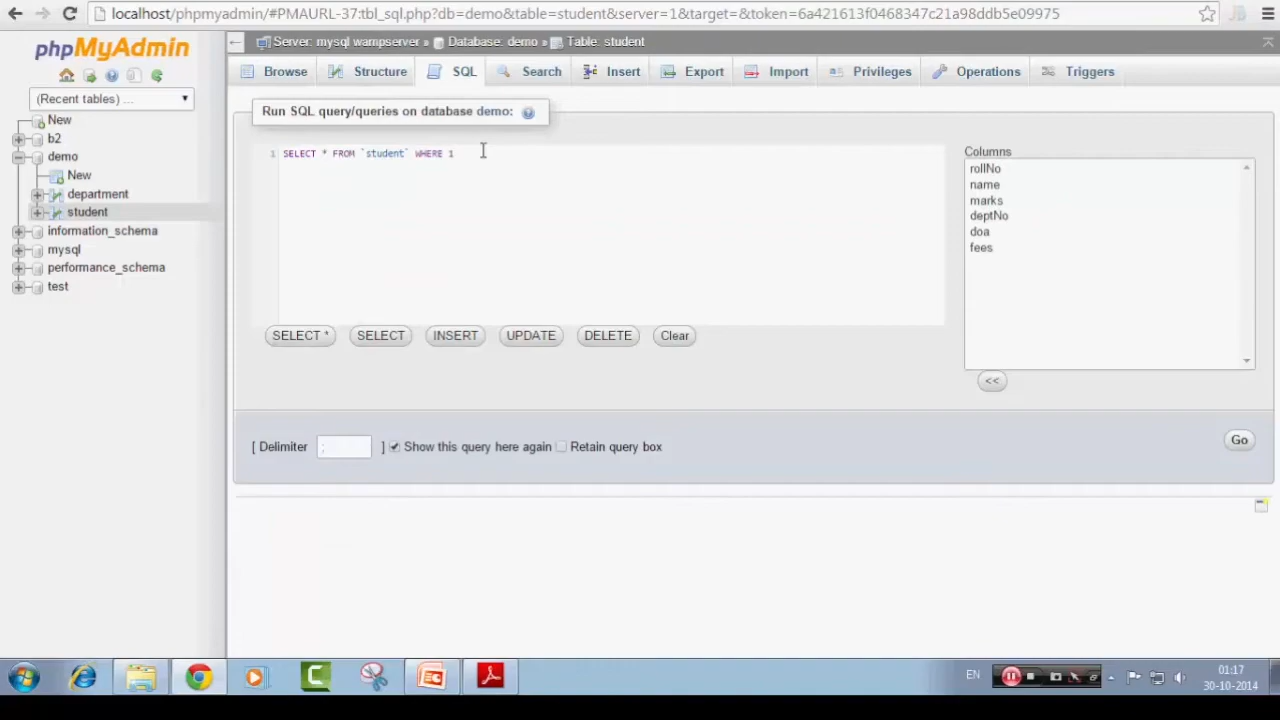 localhost/phpmyadmin/#PMAURL-37:tbl_sql.php?db=demo&table=student&server=1&target=&token=6a421613f0468347c21a98ddb5e09975
phpMyAdmin
(Recent tables) ...
New
b2
demo
New
department
student
information_schema
mysql
performance_schema
test
Server: mysql wampserver » Database: demo » Table: student
Browse Structure SQL Search Insert Export Import Privileges Operations Triggers
Run SQL query/queries on database demo:
1 SELECT * FROM `student` WHERE 1
Columns
rollNo
name
marks
deptNo
doa
fees
<<
SELECT * SELECT INSERT UPDATE DELETE Clear
[ Delimiter ; ] Show this query here again Retain query box
Go
EN
01:17
30-10-2014